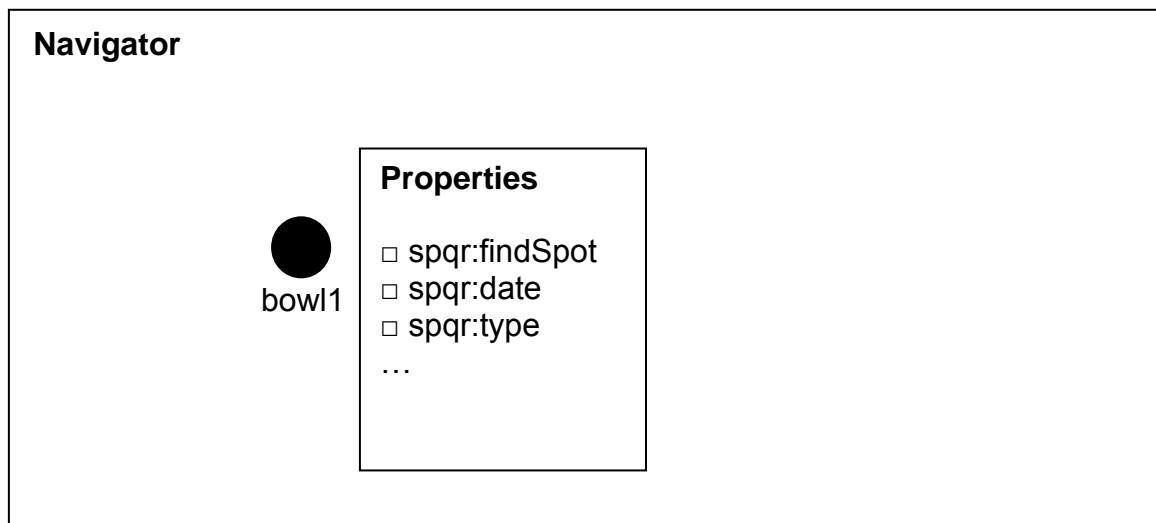 Navigator
Properties
□ spqr:findSpot
bowl1
□ spqr:date
□ spqr:type
…